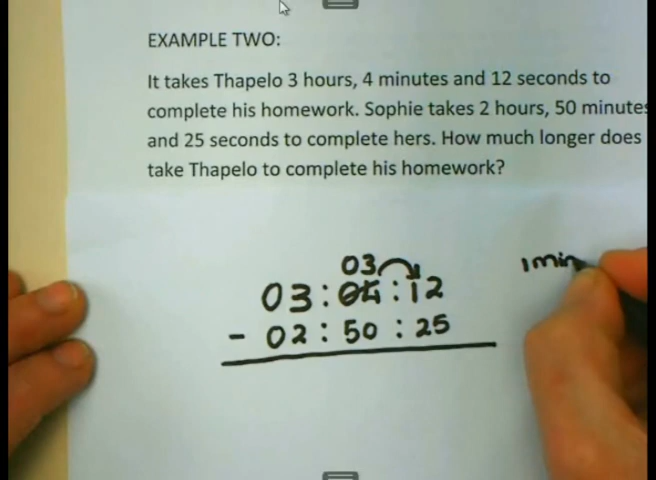 EXAMPLE TWO:
It takes Thapelo 3 hours, 4 minutes and 12 seconds to
complete his homework. Sophie takes 2 hours, 50 minutes
and 25 seconds to complete hers. How much longer does
take Thapelo to complete his homework?
03
03:04:12 1min
- 02:50:25